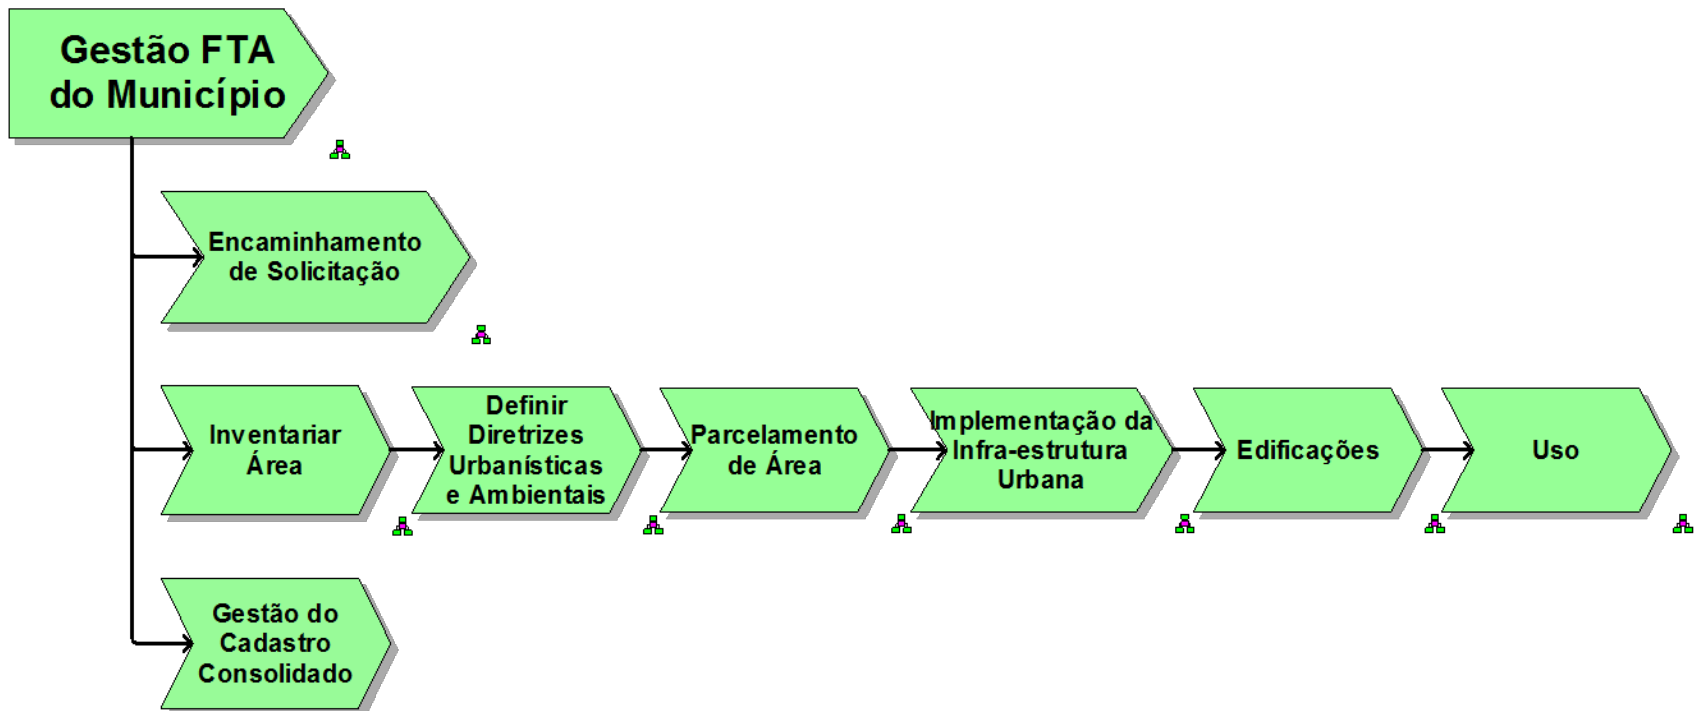 Gestão FTA
do Município
Encaminhamento
de Solicitação
Inventariar
Área
Definir
Diretrizes
Urbanísticas
e Ambientais
Parcelamento
de Área
Implementação da
Infra-estrutura
Urbana
Edificações
Uso
Gestão do
Cadastro
Consolidado